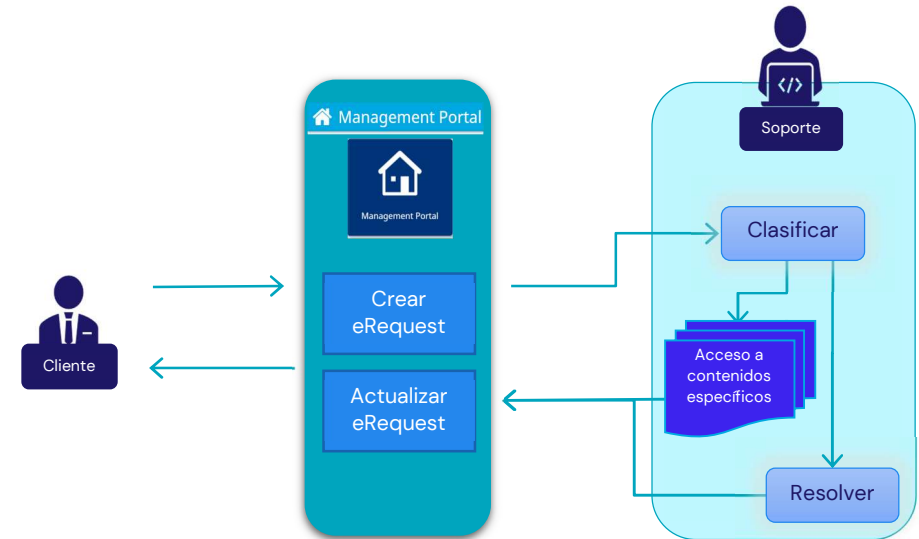 Management Portal
Management Portal
Crear
eRequest
Actualizar
eRequest
Cliente
</>
Soporte
Clasificar
Acceso a
contenidos
específicos
Resolver